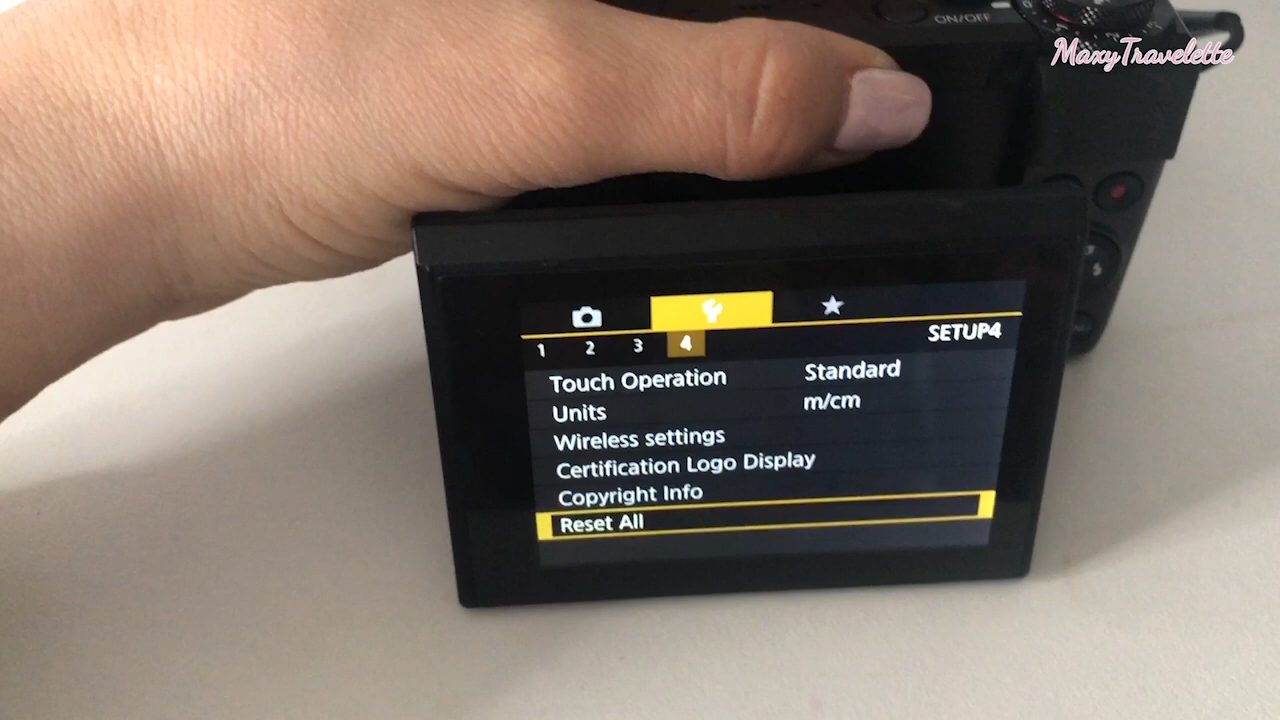 ON/OFF
MaxyTravelette
SETUP4
1 2 3 4
Touch Operation Standard
Units m/cm
Wireless settings
Certification Logo Display
Copyright Info
Reset All